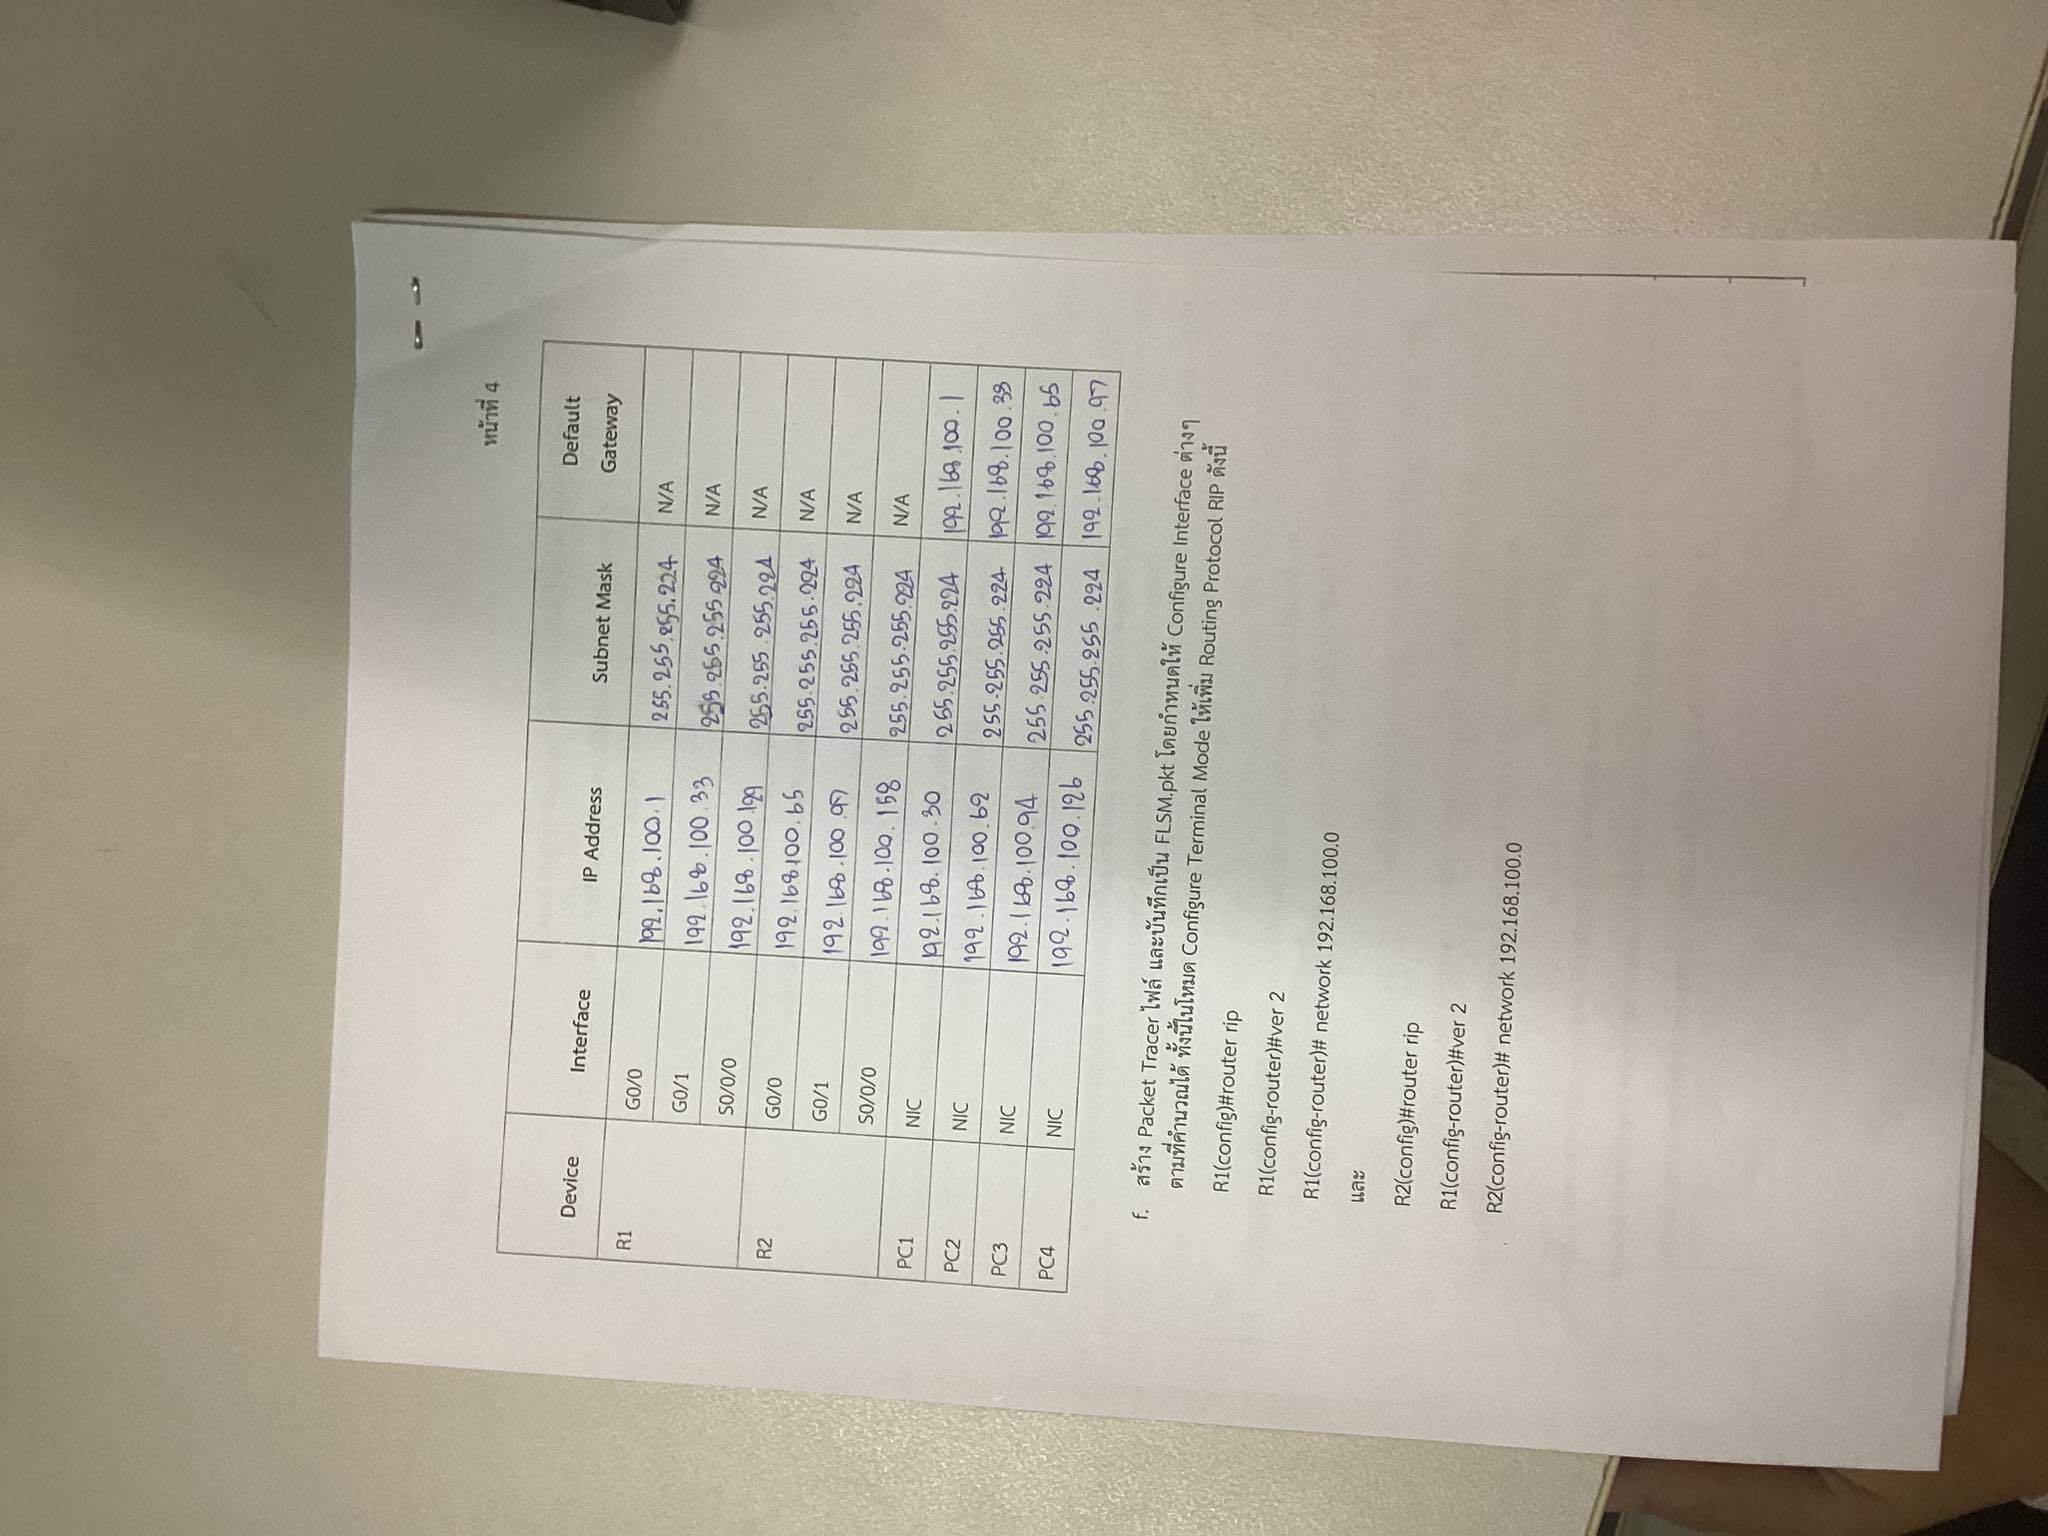 หน้าที่ 4
Device Interface IP Address Subnet Mask Default Gateway
R1 G0/0 192.168.100.1 255.255.255.224 N/A
G0/1 192.168.100.33 255.255.255.224 N/A
S0/0/0 192.168.100.129 255.255.255.224 N/A
R2 G0/0 192.168.100.65 255.255.255.224 N/A
G0/1 192.168.100.97 255.255.255.224 N/A
S0/0/0 192.168.100.158 255.255.255.224 N/A
PC1 NIC 192.168.100.30 255.255.255.224 192.168.100.1
PC2 NIC 192.168.100.62 255.255.255.224 192.168.100.33
PC3 NIC 192.168.100.94 255.255.255.224 192.168.100.65
PC4 NIC 192.168.100.126 255.255.255.224 192.168.100.97
f. สร้าง Packet Tracer ไฟล์ และบันทึกเป็น FLSM.pkt โดยกำหนดให้ Configure Interface ต่างๆ
ตามที่คำนวณได้ ทั้งนี้ในโหมด Configure Terminal Mode ให้เพิ่ม Routing Protocol RIP ดังนี้
R1(config)#router rip
R1(config-router)#ver 2
R1(config-router)# network 192.168.100.0
และ
R2(config)#router rip
R1(config-router)#ver 2
R2(config-router)# network 192.168.100.0